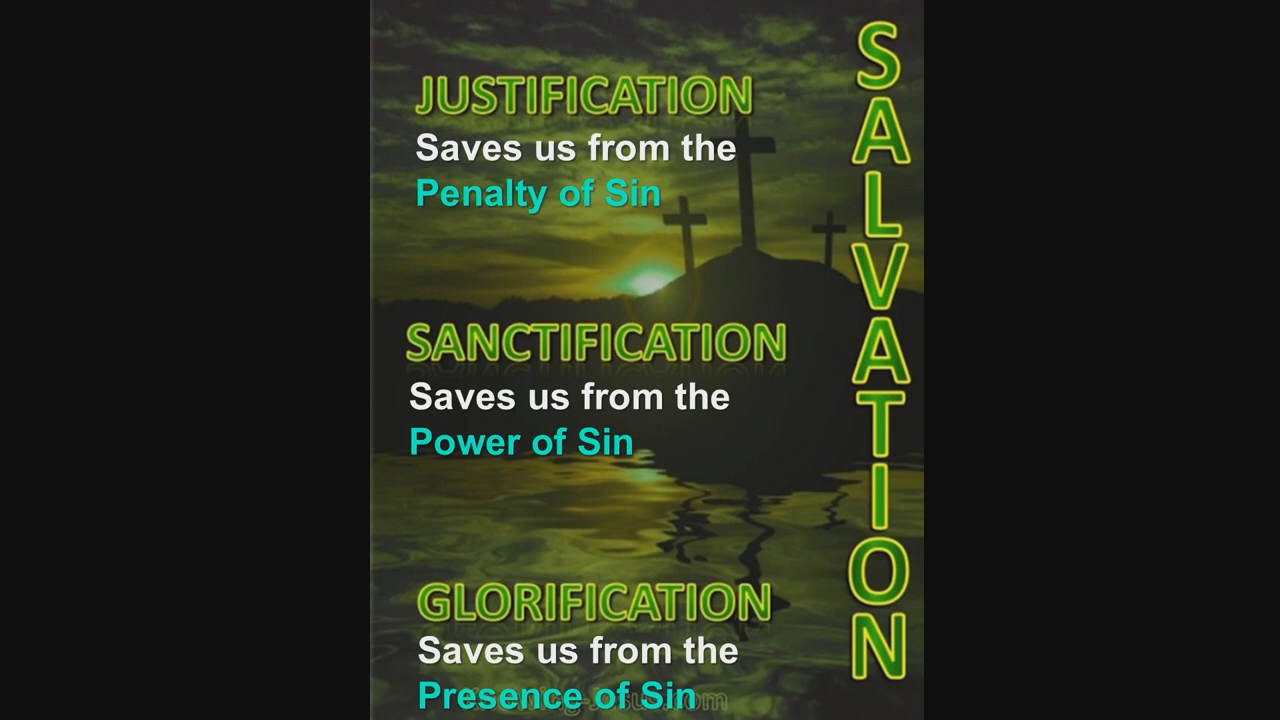 JUSTIFICATION
Saves us from the
Penalty of Sin
SANCTIFICATION
Saves us from the
Power of Sin
GLORIFICATION
Saves us from the
Presence of Sin
SALVATION